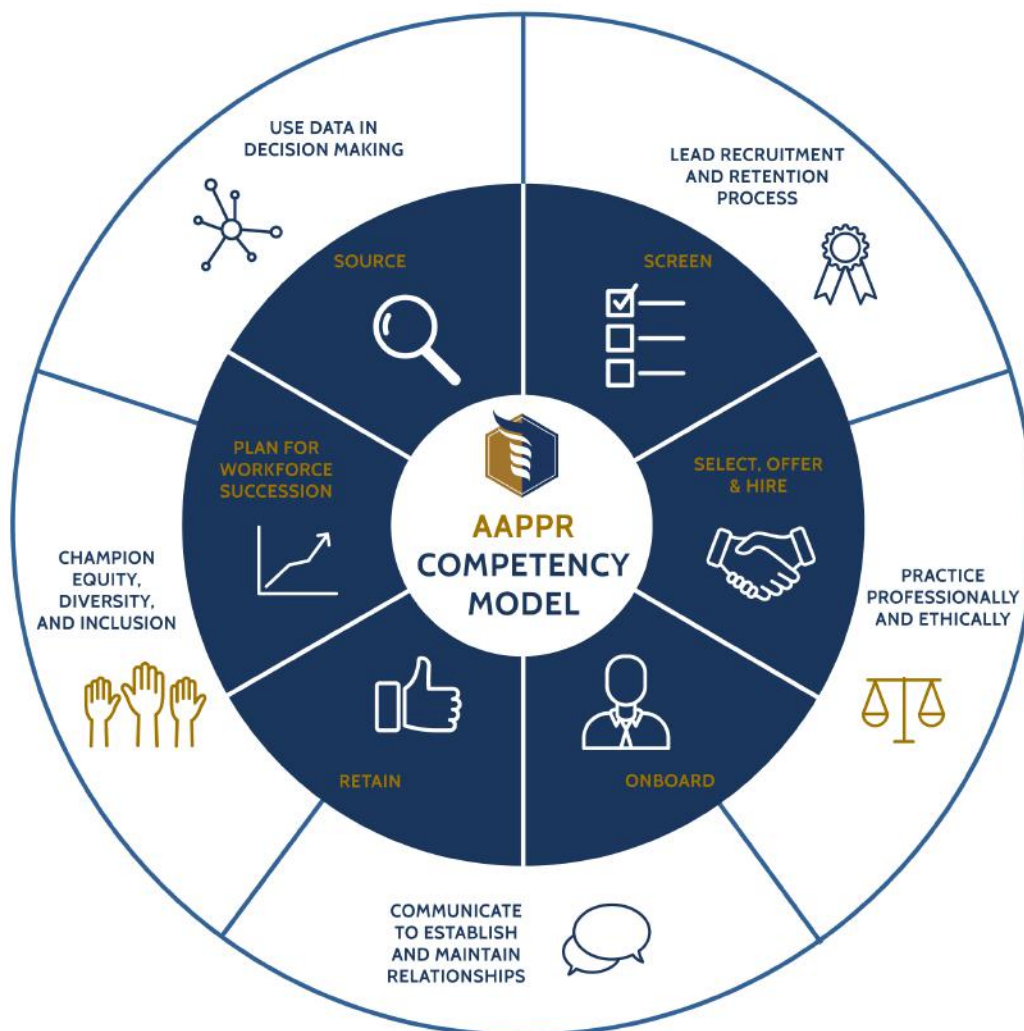 USE DATA IN
DECISION MAKING
LEAD RECRUITMENT
AND RETENTION
PROCESS
SOURCE
SCREEN
PLAN FOR
WORKFORCE
SUCCESSION
SELECT, OFFER
& HIRE
AAPPR
COMPETENCY
MODEL
CHAMPION
EQUITY,
DIVERSITY,
AND INCLUSION
PRACTICE
PROFESSIONALLY
AND ETHICALLY
RETAIN
ONBOARD
COMMUNICATE
TO ESTABLISH
AND MAINTAIN
RELATIONSHIPS